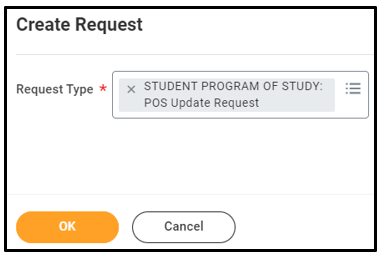 Create Request
Request Type * × STUDENT PROGRAM OF STUDY:
POS Update Request
OK Cancel